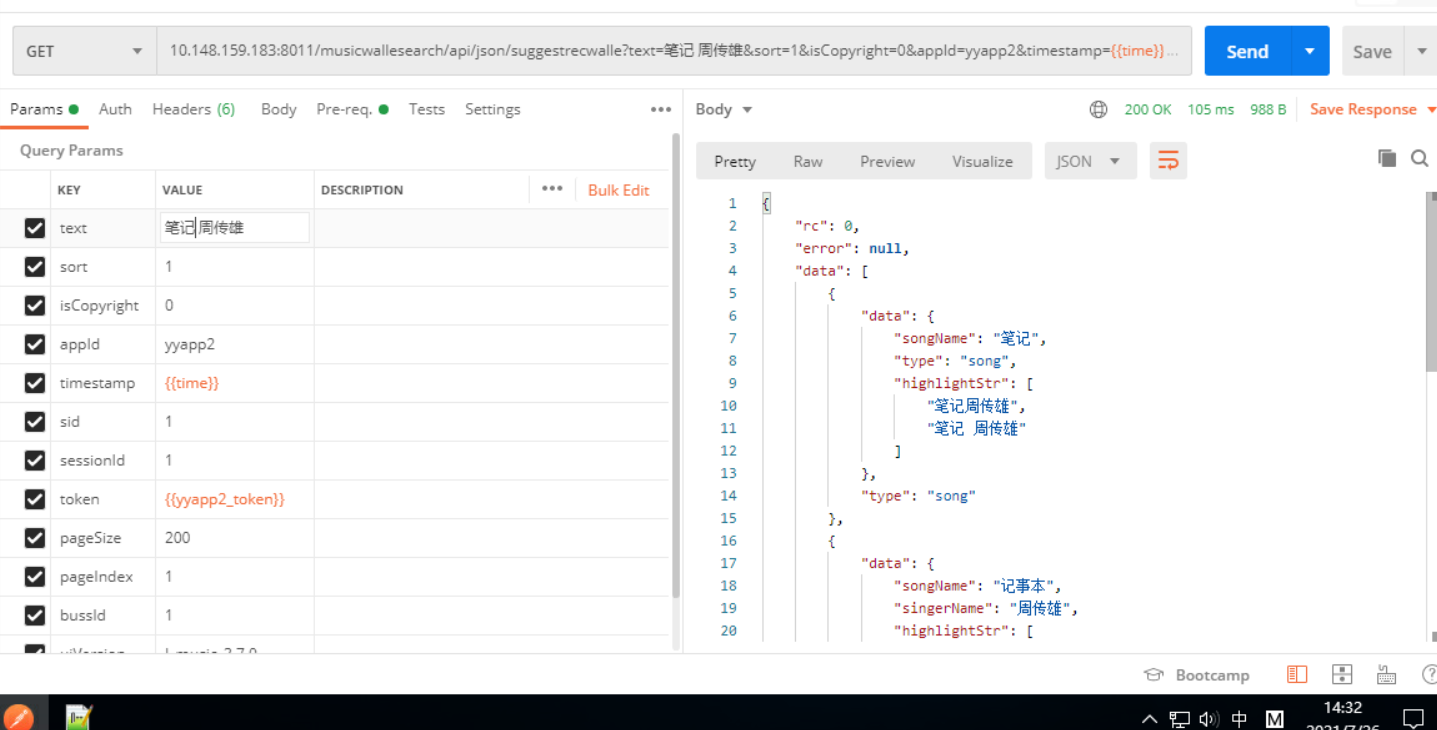 GET 10.148.159.183:8011/musicwallesearch/api/json/suggestrecwalle?text=笔记 周传雄&sort=1&isCopyright=0&appId=yyapp2&timestamp={{time}}... Send Save
Params Auth Headers (6) Body Pre-req. Tests Settings ...
Query Params
KEY VALUE DESCRIPTION ... Bulk Edit
text 笔记 周传雄
sort 1
isCopyright 0
appId yyapp2
timestamp {{time}}
sid 1
sessionId 1
token {{yyapp2_token}}
pageSize 200
pageIndex 1
bussId 1
Body 200 OK 105 ms 988 B Save Response
Pretty Raw Preview Visualize JSON
1 {
2 "rc": 0,
3 "error": null,
4 "data": [
5 {
6 "data": {
7 "songName": "笔记",
8 "type": "song",
9 "highlightStr": [
10 "笔记周传雄",
11 "笔记 周传雄"
12 ]
13 },
14 "type": "song"
15 },
16 {
17 "data": {
18 "songName": "记事本",
19 "singerName": "周传雄",
20 "highlightStr": [
Bootcamp
中 M 14:32